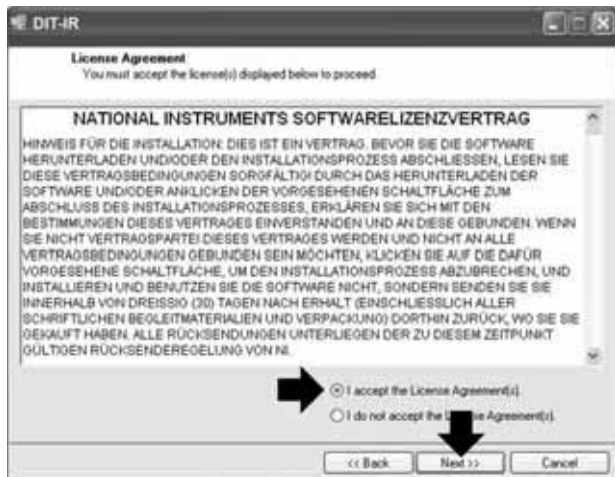 DIT-IR
License Agreement
You must accept the license(s) displayed below to proceed.
NATIONAL INSTRUMENTS SOFTWARELIZENZVERTRAG
HINWEIS FÜR DIE INSTALLATION: DIES IST EIN VERTRAG. BEVOR SIE DIE SOFTWARE
HERUNTERLADEN UND/ODER DEN INSTALLATIONSPROZESS ABSCHLIESSEN, LESEN SIE
DIESE VERTRAGSBEDINGUNGEN SORGFÄLTIG! DURCH DAS HERUNTERLADEN DER
SOFTWARE UND/ODER ANKLICKEN DER VORGESEHENEN SCHALTFLÄCHE ZUM
ABSCHLUSS DES INSTALLATIONSPROZESSES, ERKLÄREN SIE SICH MIT DEN
BESTIMMUNGEN DIESES VERTRAGES EINVERSTANDEN UND AN DIESE GEBUNDEN. WENN
SIE NICHT VERTRAGSPARTEI DIESES VERTRAGES WERDEN UND NICHT AN ALLE
VERTRAGSBEDINGUNGEN GEBUNDEN SEIN MÖCHTEN, KLICKEN SIE AUF DIE DAFÜR
VORGESEHENE SCHALTFLÄCHE, UM DEN INSTALLATIONSPROZESS ABZUBRECHEN, UND
INSTALLIEREN UND BENUTZEN SIE DIE SOFTWARE NICHT, SONDERN SENDEN SIE SIE
INNERHALB VON DREISSIG (30) TAGEN NACH ERHALT (EINSCHLIESSLICH ALLER
SCHRIFTLICHEN BEGLEITMATERIALIEN UND VERPACKUNG) DORTHIN ZURÜCK, WO SIE SIE
GEKAUFT HABEN. ALLE RÜCKSENDUNGEN UNTERLIEGEN DER ZU DIESEM ZEITPUNKT
GÜLTIGEN RÜCKSENDEREGELUNG VON NI.
I accept the License Agreement(s).
I do not accept the License Agreement(s).
<< Back
Next >>
Cancel